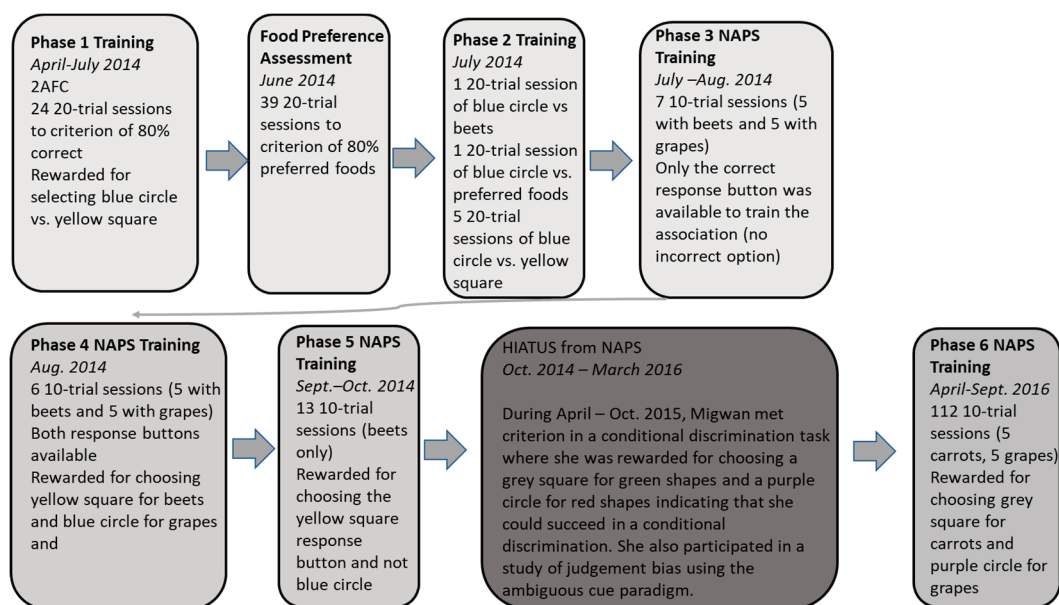 Phase 1 Training
April-July 2014
2AFC
24 20-trial sessions
to criterion of 80%
correct
Rewarded for
selecting blue circle
vs. yellow square
Food Preference
Assessment
June 2014
39 20-trial
sessions to
criterion of 80%
preferred foods
Phase 2 Training
July 2014
1 20-trial session
of blue circle vs
beets
1 20-trial session
of blue circle vs.
preferred foods
5 20-trial
sessions of blue
circle vs. yellow
square
Phase 3 NAPS
Training
July –Aug. 2014
7 10-trial sessions (5
with beets and 5 with
grapes)
Only the correct
response button was
available to train the
association (no
incorrect option)
Phase 4 NAPS Training
Aug. 2014
6 10-trial sessions (5 with
beets and 5 with grapes)
Both response buttons
available
Rewarded for choosing
yellow square for beets
and blue circle for grapes
and
Phase 5 NAPS
Training
Sept.–Oct. 2014
13 10-trial
sessions (beets
only)
Rewarded for
choosing the
yellow square
response
button and not
blue circle
HIATUS from NAPS
Oct. 2014 – March 2016
During April – Oct. 2015, Migwan met
criterion in a conditional discrimination task
where she was rewarded for choosing a
grey square for green shapes and a purple
circle for red shapes indicating that she
could succeed in a conditional
discrimination. She also participated in a
study of judgement bias using the
ambiguous cue paradigm.
Phase 6 NAPS
Training
April-Sept. 2016
112 10-trial
sessions (5
carrots, 5 grapes)
Rewarded for
choosing grey
square for
carrots and
purple circle for
grapes